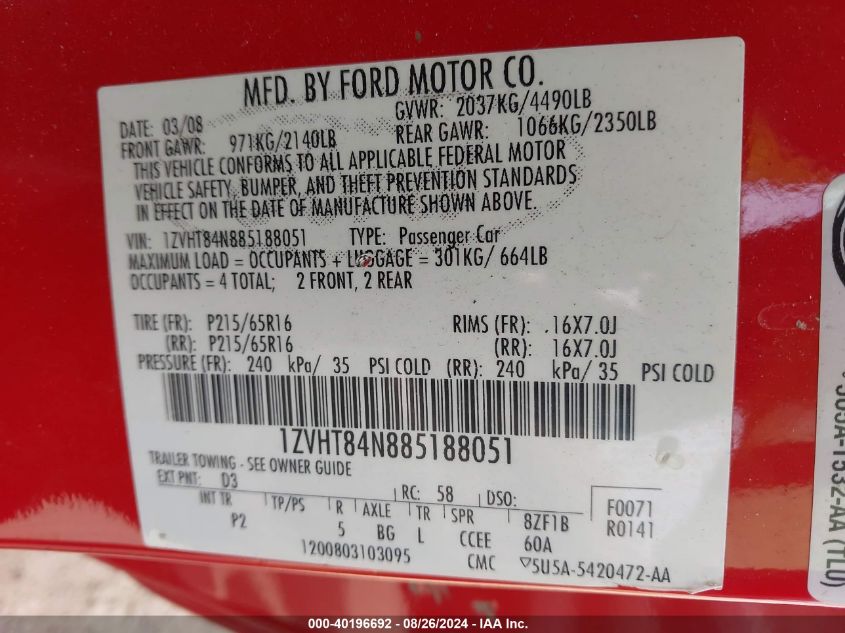 MFD. BY FORD MOTOR CO.
DATE: 03/08 GVWR: 2037KG/4490LB
FRONT GAWR: 971KG/2140LB REAR GAWR: 1066KG/2350LB
THIS VEHICLE CONFORMS TO ALL APPLICABLE FEDERAL MOTOR
VEHICLE SAFETY, BUMPER, AND THEFT PREVENTION STANDARDS
IN EFFECT ON THE DATE OF MANUFACTURE SHOWN ABOVE.
VIN: 1ZVHT84N885188051 TYPE: Passenger Car
MAXIMUM LOAD = OCCUPANTS + LUGGAGE = 301KG/ 664LB
OCCUPANTS = 4 TOTAL; 2 FRONT, 2 REAR
TIRE (FR): P215/65R16 RIMS (FR): 16X7.0J
(RR): P215/65R16 (RR): 16X7.0J
PRESSURE (FR): 240 kPa/ 35 PSI COLD (RR): 240 kPa/ 35 PSI COLD
1ZVHT84N885188051
TRAILER TOWING - SEE OWNER GUIDE
EXT PNT: D3 RC: 58 DSO: F0071
INT TR TP/PS R AXLE TR SPR 8ZF1B R0141
P2 5 BG L CCEE 60A
1200803103095 CMC ▽5U5A-5420472-AA
(TLU)
000-40196692 - 08/26/2024 - IAA Inc.